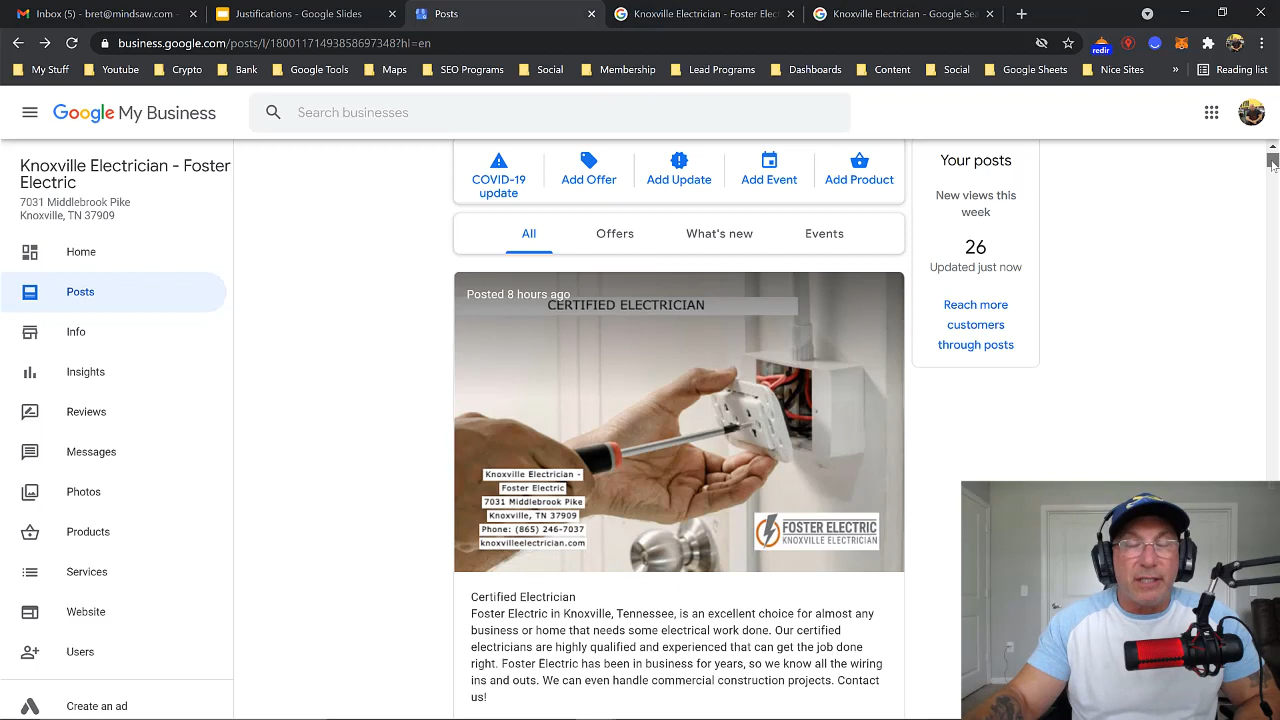 Inbox (5) - bret@mindsaw.com
Justifications - Google Slides
Posts
Knoxville Electrician - Foster Elect
Knoxville Electrician - Google Sea
business.google.com/posts/l/18001171493858697348?hl=en
redir
My Stuff
Youtube
Crypto
Bank
Google Tools
Maps
SEO Programs
Social
Membership
Lead Programs
Dashboards
Content
Social
Google Sheets
Nice Sites
»
Reading list
Google My Business
Search businesses
Knoxville Electrician - Foster
Electric
7031 Middlebrook Pike
Knoxville, TN 37909
Home
Posts
Info
Insights
Reviews
Messages
Photos
Products
Services
Website
Users
Create an ad
COVID-19
update
Add Offer
Add Update
Add Event
Add Product
All
Offers
What's new
Events
Posted 8 hours ago
CERTIFIED ELECTRICIAN
Knoxville Electrician -
Foster Electric
7031 Middlebrook Pike
Knoxville, TN 37909
Phone: (865) 246-7037
knoxvilleelectrician.com
FOSTER ELECTRIC
KNOXVILLE ELECTRICIAN
Certified Electrician
Foster Electric in Knoxville, Tennessee, is an excellent choice for almost any
business or home that needs some electrical work done. Our certified
electricians are highly qualified and experienced that can get the job done
right. Foster Electric has been in business for years, so we know all the wiring
ins and outs. We can even handle commercial construction projects. Contact
us!
Your posts
New views this
week
26
Updated just now
Reach more
customers
through posts